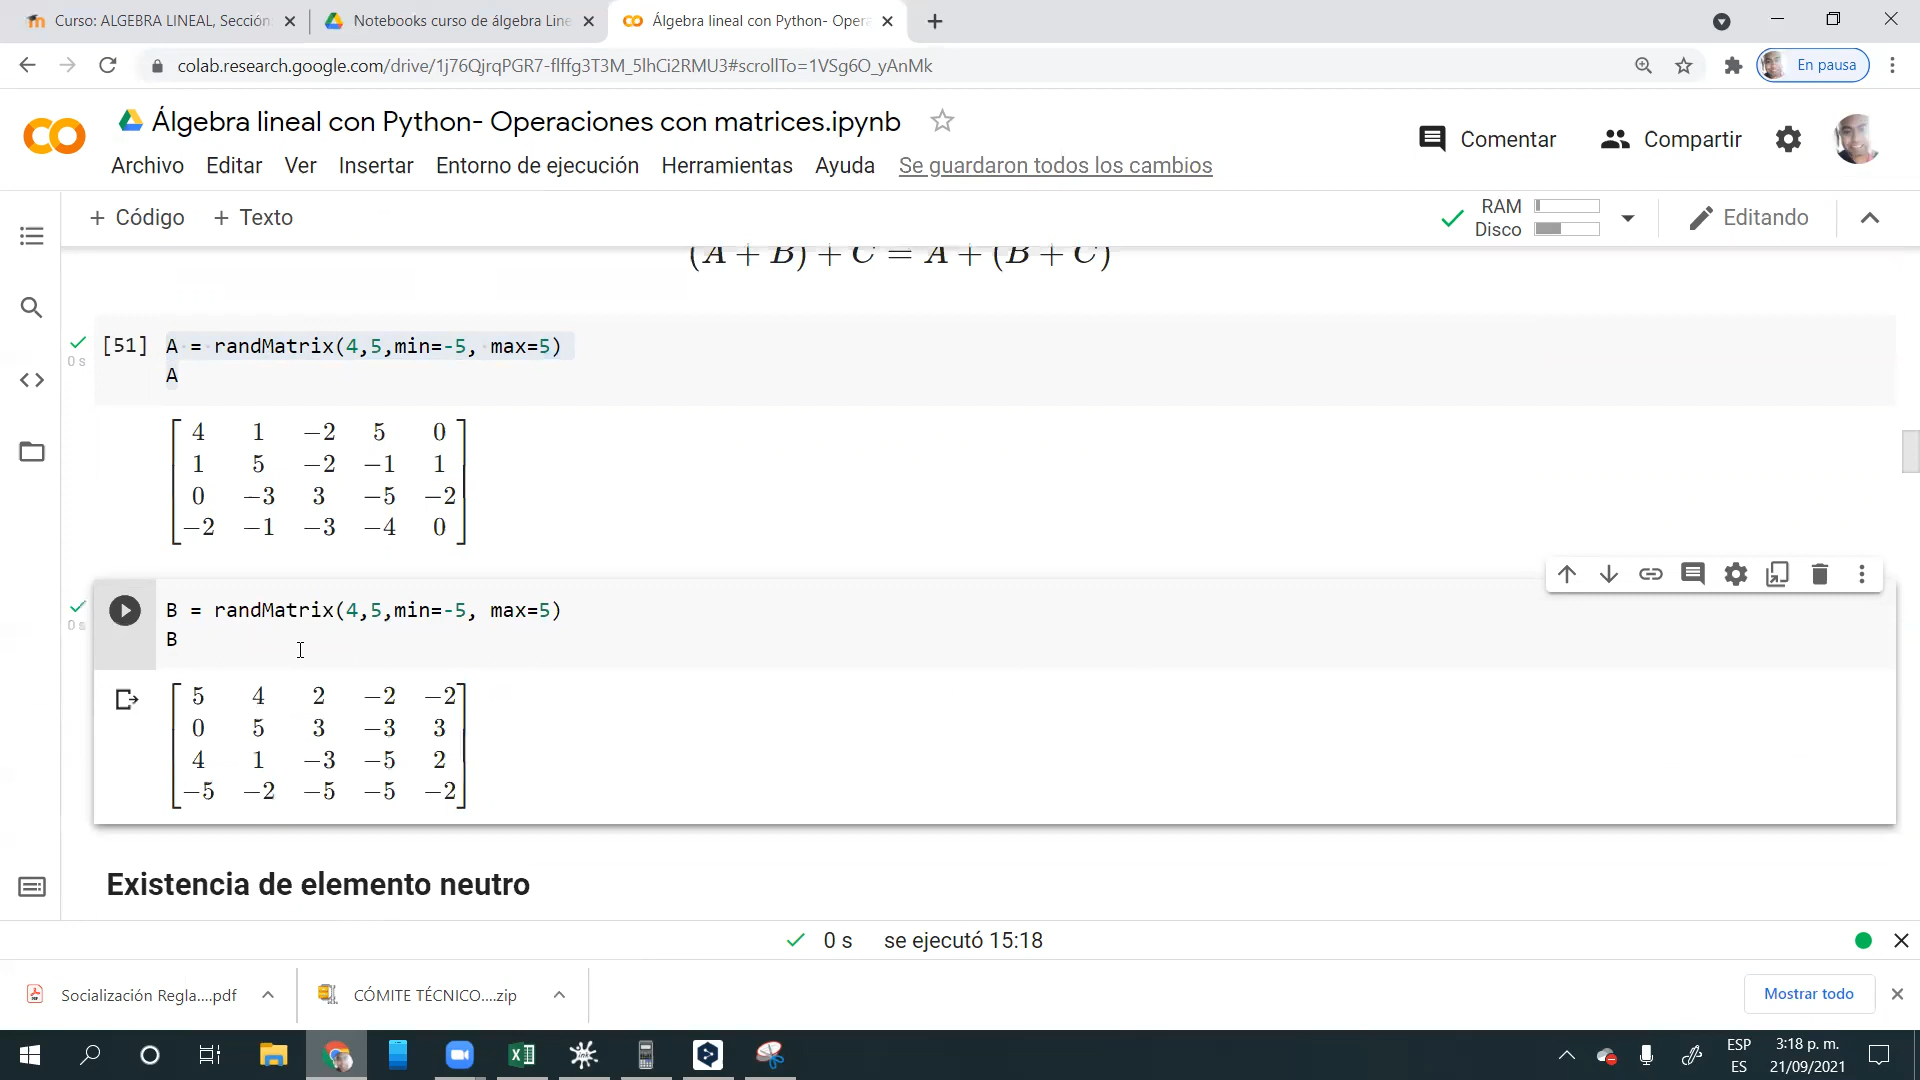 Curso: ALGEBRA LINEAL, Sección
Notebooks curso de álgebra Line
Álgebra lineal con Python- Opera
colab.research.google.com/drive/1j76QjrqPGR7-flffg3T3M_5lhCi2RMU3#scrollTo=1VSg6O_yAnMk
En pausa
Álgebra lineal con Python- Operaciones con matrices.ipynb
Comentar
Compartir
Archivo Editar Ver Insertar Entorno de ejecución Herramientas Ayuda Se guardaron todos los cambios
+ Código + Texto
RAM
Disco
Editando
(A + B) + C = A + (B + C)
[51] A = randMatrix(4,5,min=-5, max=5)
0 s
A
4 1 −2 5 0
1 5 −2 −1 1
0 −3 3 −5 −2
−2 −1 −3 −4 0
B = randMatrix(4,5,min=-5, max=5)
0 s
B
5 4 2 −2 −2
0 5 3 −3 3
4 1 −3 −5 2
−5 −2 −5 −5 −2
Existencia de elemento neutro
0 s se ejecutó 15:18
Socialización Regla....pdf
CÓMITE TÉCNICO....zip
Mostrar todo
ESP
ES
3:18 p. m.
21/09/2021